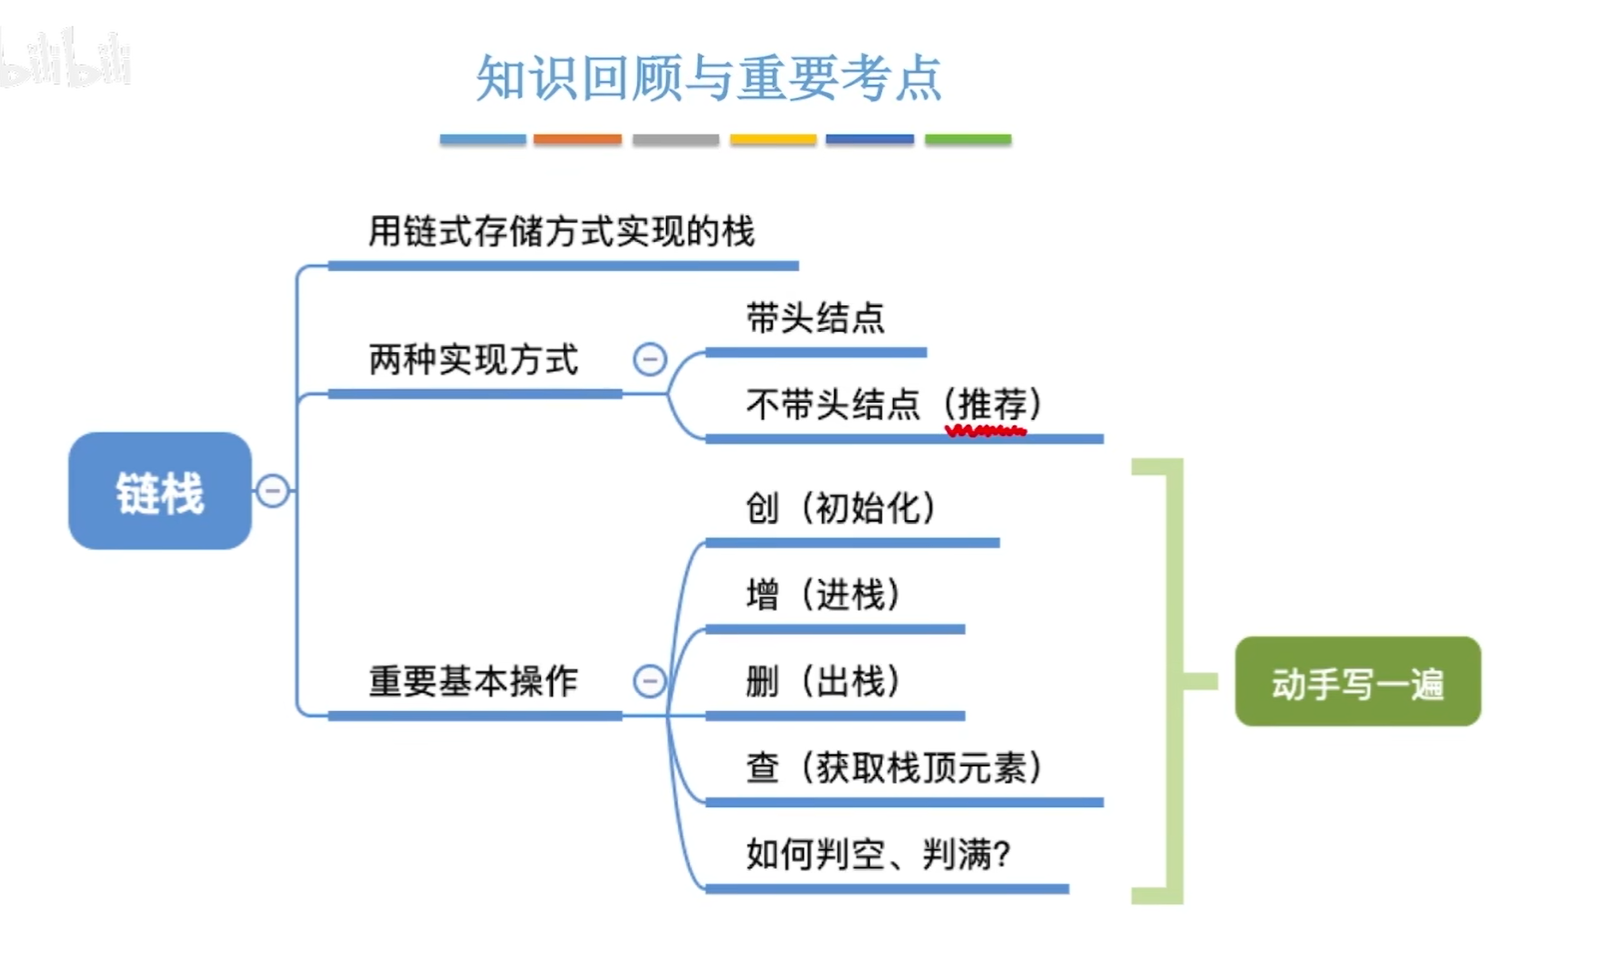 bilibili
知识回顾与重要考点
链栈
用链式存储方式实现的栈
两种实现方式
带头结点
不带头结点（推荐）
重要基本操作
创（初始化）
增（进栈）
删（出栈）
查（获取栈顶元素）
如何判空、判满?
动手写一遍